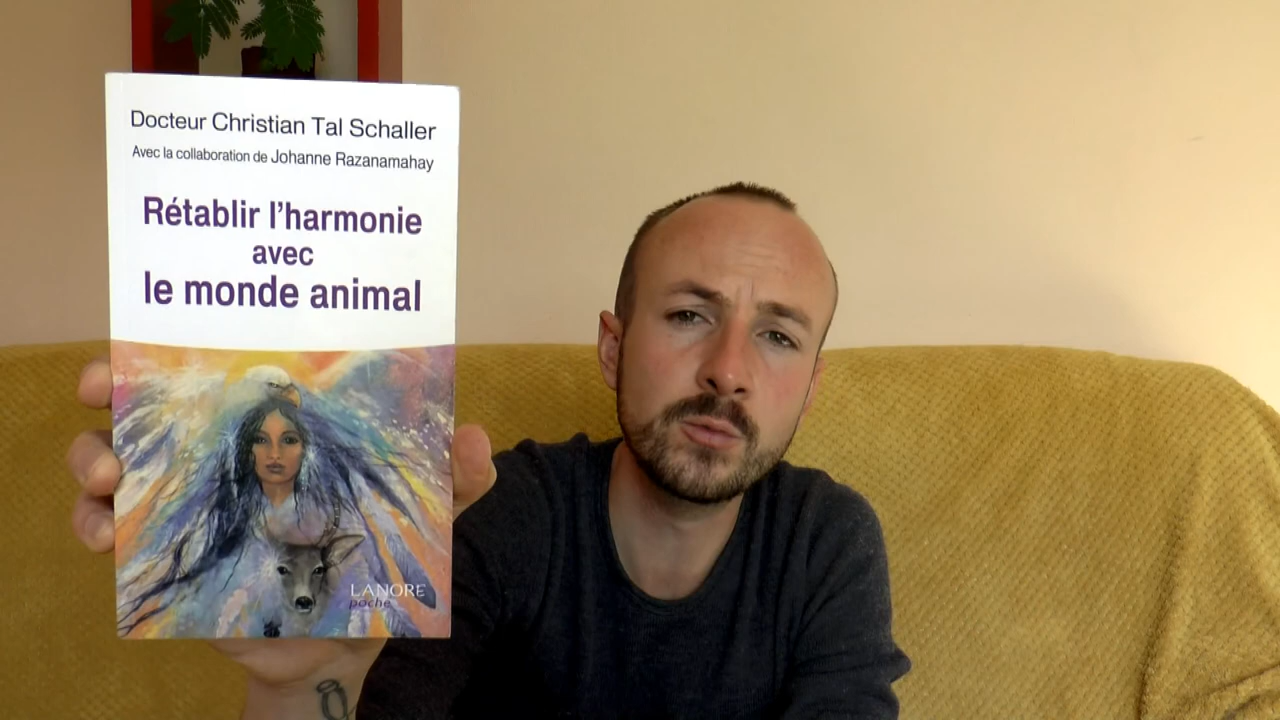 Docteur Christian Tal Schaller
Avec la collaboration de Johanne Razanamahay
Rétablir l'harmonie
avec
le monde animal
LANORE
poche